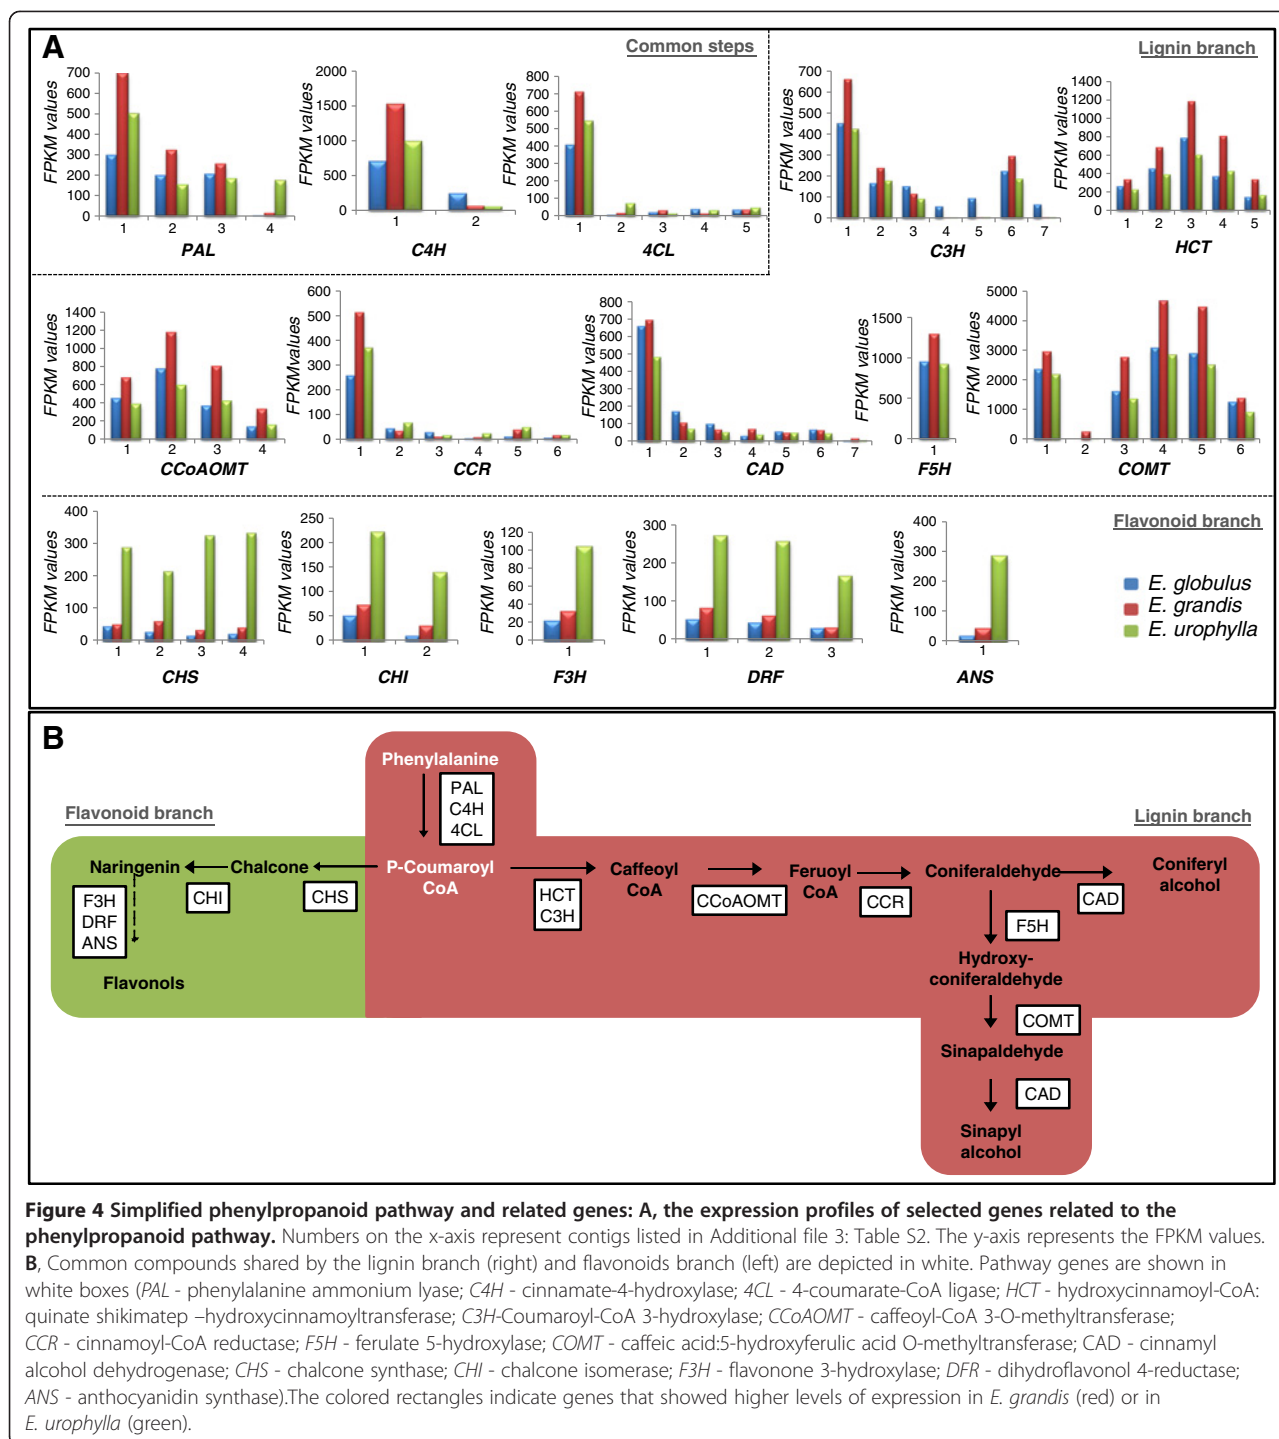 A
Common steps
Lignin branch
FPKM values
700
600
500
400
300
200
100
0
1 2 3 4
PAL
FPKM values
2000
1500
1000
500
0
1 2
C4H
FPKM values
800
700
600
500
400
300
200
100
0
1 2 3 4 5
4CL
FPKM values
700
600
500
400
300
200
100
0
1 2 3 4 5 6 7
C3H
FPKM values
1400
1200
1000
800
600
400
200
0
1 2 3 4 5
HCT
FPKM values
1400
1200
1000
800
600
400
200
0
1 2 3 4
CCoAOMT
FPKMvalues
600
500
400
300
200
100
0
1 2 3 4 5 6
CCR
FPKM values
800
700
600
500
400
300
200
100
0
1 2 3 4 5 6 7
CAD
FPKM values
1500
1000
500
0
1
F5H
FPKM values
5000
3000
2000
1000
0
1 2 3 4 5 6
COMT
Flavonoid branch
FPKM values
400
300
200
100
0
1 2 3 4
CHS
FPKM values
250
200
150
100
50
0
1 2
CHI
FPKM values
120
100
80
60
40
20
0
1
F3H
FPKM values
300
200
100
0
1 2 3
DRF
FPKM values
400
300
200
100
0
1
ANS
E. globulus
E. grandis
E. urophylla
B
Phenylalanine
PAL
C4H
4CL
Flavonoid branch
Lignin branch
Naringenin
Chalcone
P-Coumaroyl
CoA
Caffeoyl
CoA
Feruoyl
CoA
Coniferaldehyde
Coniferyl
alcohol
F3H
DRF
ANS
CHI
CHS
HCT
C3H
CCoAOMT
CCR
CAD
F5H
Flavonols
Hydroxy-
coniferaldehyde
COMT
Sinapaldehyde
CAD
Sinapyl
alcohol
Figure 4 Simplified phenylpropanoid pathway and related genes: A, the expression profiles of selected genes related to the
phenylpropanoid pathway. Numbers on the x-axis represent contigs listed in Additional file 3: Table S2. The y-axis represents the FPKM values.
B, Common compounds shared by the lignin branch (right) and flavonoids branch (left) are depicted in white. Pathway genes are shown in
white boxes (PAL - phenylalanine ammonium lyase; C4H - cinnamate-4-hydroxylase; 4CL - 4-coumarate-CoA ligase; HCT - hydroxycinnamoyl-CoA:
quinate shikimatep –hydroxycinnamoyltransferase; C3H-Coumaroyl-CoA 3-hydroxylase; CCoAOMT - caffeoyl-CoA 3-O-methyltransferase;
CCR - cinnamoyl-CoA reductase; F5H - ferulate 5-hydroxylase; COMT - caffeic acid:5-hydroxyferulic acid O-methyltransferase; CAD - cinnamyl
alcohol dehydrogenase; CHS - chalcone synthase; CHI - chalcone isomerase; F3H - flavonone 3-hydroxylase; DFR - dihydroflavonol 4-reductase;
ANS - anthocyanidin synthase).The colored rectangles indicate genes that showed higher levels of expression in E. grandis (red) or in
E. urophylla (green).